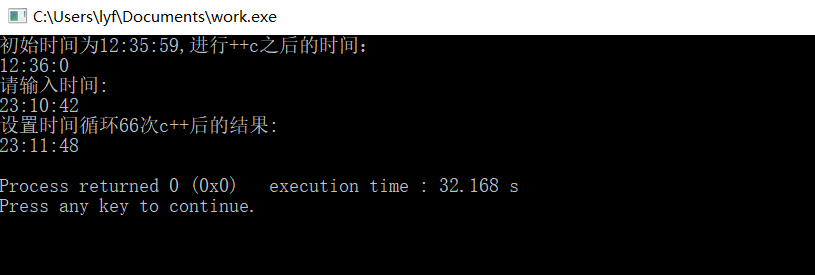 C:\Users\lyf\Documents\work.exe
初始时间为12:35:59,进行++c之后的时间：
12:36:0
请输入时间:
23:10:42
设置时间循环66次c++后的结果:
23:11:48
Process returned 0 (0x0)   execution time : 32.168 s
Press any key to continue.